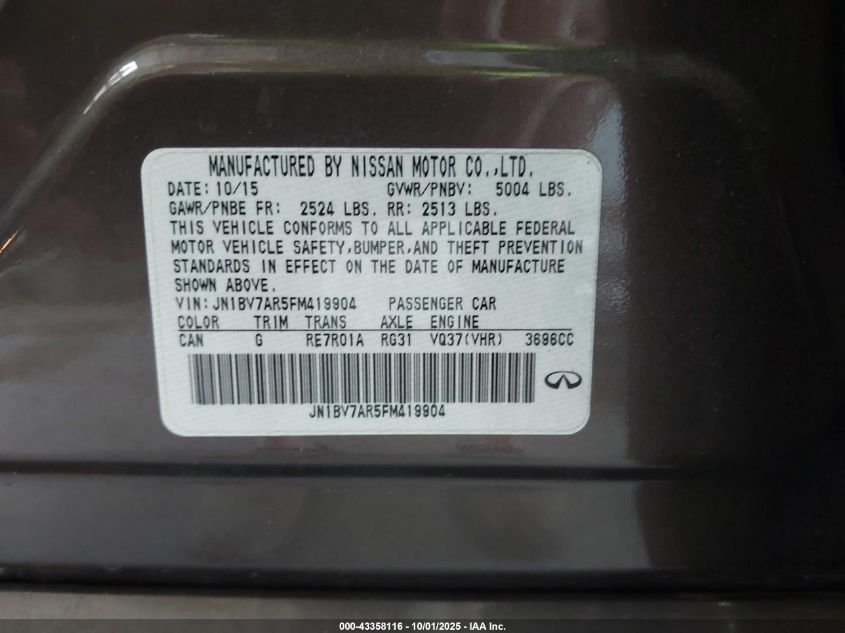 MANUFACTURED BY NISSAN MOTOR CO.,LTD.
DATE: 10/15 GVWR/PNBV: 5004 LBS.
GAWR/PNBE FR: 2524 LBS. RR: 2513 LBS.
THIS VEHICLE CONFORMS TO ALL APPLICABLE FEDERAL
MOTOR VEHICLE SAFETY,BUMPER,AND THEFT PREVENTION
STANDARDS IN EFFECT ON THE DATE OF MANUFACTURE
SHOWN ABOVE.
VIN:JN1BV7AR5FM419904 PASSENGER CAR
COLOR TRIM TRANS AXLE ENGINE
CAN G RE7R01A RG31 VQ37(VHR) 3696CC
JN1BV7AR5FM419904
000-43358116 - 10/01/2025 - IAA Inc.